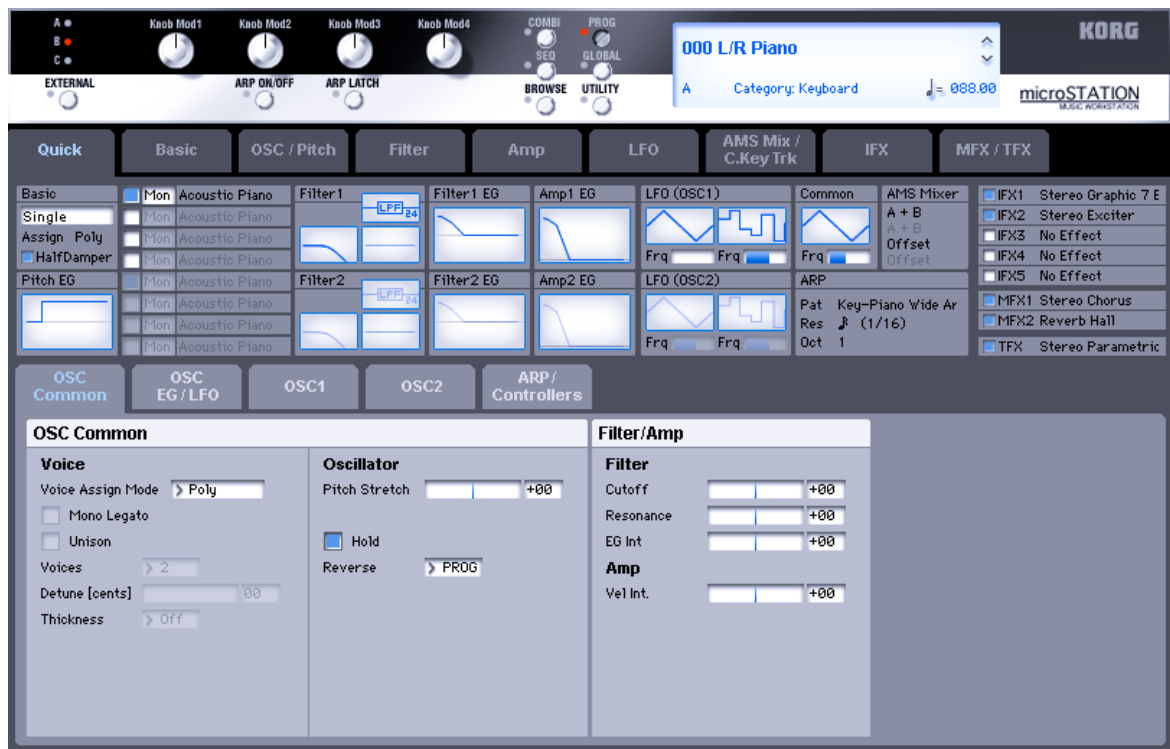 A
B
C
Knob Mod1 Knob Mod2 Knob Mod3 Knob Mod4
COMBI PROG
SEQ GLOBAL
EXTERNAL ARP ON/OFF ARP LATCH
BROWSE UTILITY
000 L/R Piano
A Category: Keyboard ♩= 088.00
KORG
microSTATION
MUSIC WORKSTATION
Quick Basic OSC / Pitch Filter Amp LFO AMS Mix / C.Key Trk IFX MFX / TFX
Basic
Single
Assign Poly
HalfDamper
Pitch EG
Mon Acoustic Piano
Mon Acoustic Piano
Mon Acoustic Piano
Mon Acoustic Piano
Mon Acoustic Piano
Mon Acoustic Piano
Mon Acoustic Piano
Mon Acoustic Piano
Filter1
LPF 24
Filter2
LPF 24
Filter1 EG
Filter2 EG
Amp1 EG
Amp2 EG
LFO (OSC1)
Frq Frq
LFO (OSC2)
Frq Frq
Common
Frq
AMS Mixer
A + B
A + B
Offset
Offset
ARP
Pat Key-Piano Wide Ar
Res (1/16)
Oct 1
IFX1 Stereo Graphic 7 B
IFX2 Stereo Exciter
IFX3 No Effect
IFX4 No Effect
IFX5 No Effect
MFX1 Stereo Chorus
MFX2 Reverb Hall
TFX Stereo Parametric
OSC Common OSC EG / LFO OSC1 OSC2 ARP / Controllers
OSC Common
Voice
Voice Assign Mode Poly
Mono Legato
Unison
Voices 2
Detune [cents] 00
Thickness Off
Oscillator
Pitch Stretch +00
Hold
Reverse PROG
Filter/Amp
Filter
Cutoff +00
Resonance +00
EG Int +00
Amp
Vel Int. +00